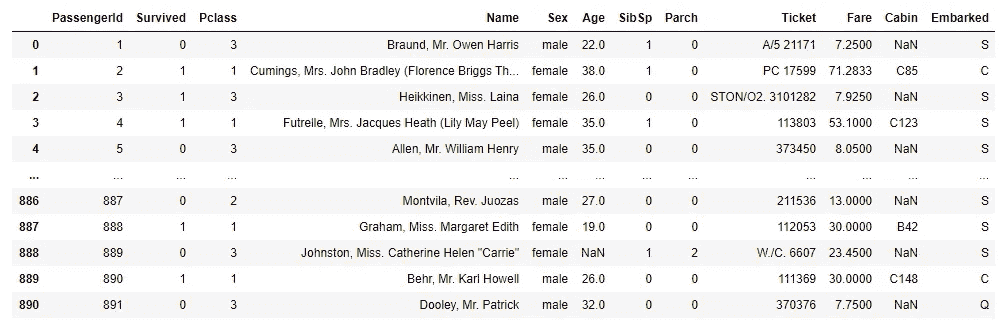 PassengerId Survived Pclass Name Sex Age SibSp Parch Ticket Fare Cabin Embarked
0 1 0 3 Braund, Mr. Owen Harris male 22.0 1 0 A/5 21171 7.2500 NaN S
1 2 1 1 Cumings, Mrs. John Bradley (Florence Briggs Th... female 38.0 1 0 PC 17599 71.2833 C85 C
2 3 1 3 Heikkinen, Miss. Laina female 26.0 0 0 STON/O2. 3101282 7.9250 NaN S
3 4 1 1 Futrelle, Mrs. Jacques Heath (Lily May Peel) female 35.0 1 0 113803 53.1000 C123 S
4 5 0 3 Allen, Mr. William Henry male 35.0 0 0 373450 8.0500 NaN S
... ... ... ... ... ... ... ... ... ... ... ... ...
886 887 0 2 Montvila, Rev. Juozas male 27.0 0 0 211536 13.0000 NaN S
887 888 1 1 Graham, Miss. Margaret Edith female 19.0 0 0 112053 30.0000 B42 S
888 889 0 3 Johnston, Miss. Catherine Helen "Carrie" female NaN 1 2 W./C. 6607 23.4500 NaN S
889 890 1 1 Behr, Mr. Karl Howell male 26.0 0 0 111369 30.0000 C148 C
890 891 0 3 Dooley, Mr. Patrick male 32.0 0 0 370376 7.7500 NaN Q